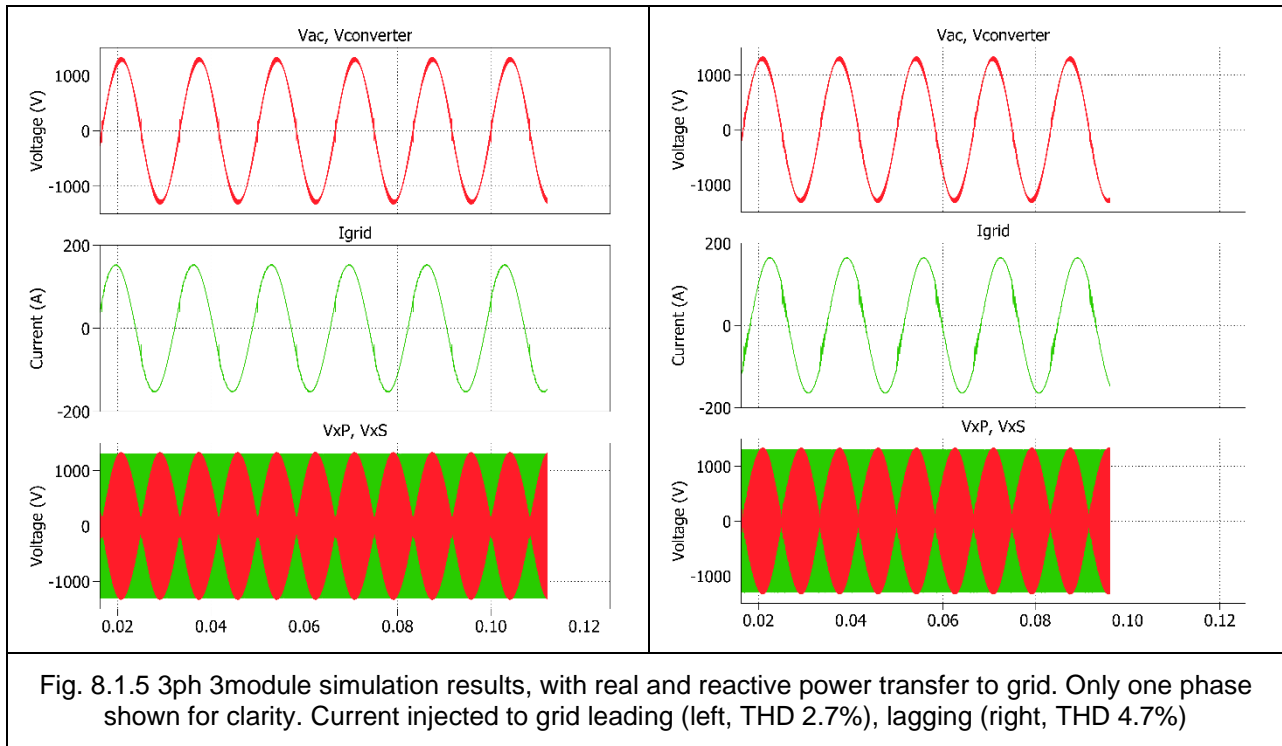 Vac, Vconverter
Voltage (V)
1000
0
-1000
Igrid
Current (A)
200
0
-200
VxP, VxS
Voltage (V)
1000
0
-1000
0.02 0.04 0.06 0.08 0.10 0.12
Vac, Vconverter
Voltage (V)
1000
0
-1000
Igrid
Current (A)
200
0
-200
VxP, VxS
Voltage (V)
1000
0
-1000
0.02 0.04 0.06 0.08 0.10 0.12
Fig. 8.1.5 3ph 3module simulation results, with real and reactive power transfer to grid. Only one phase
shown for clarity. Current injected to grid leading (left, THD 2.7%), lagging (right, THD 4.7%)